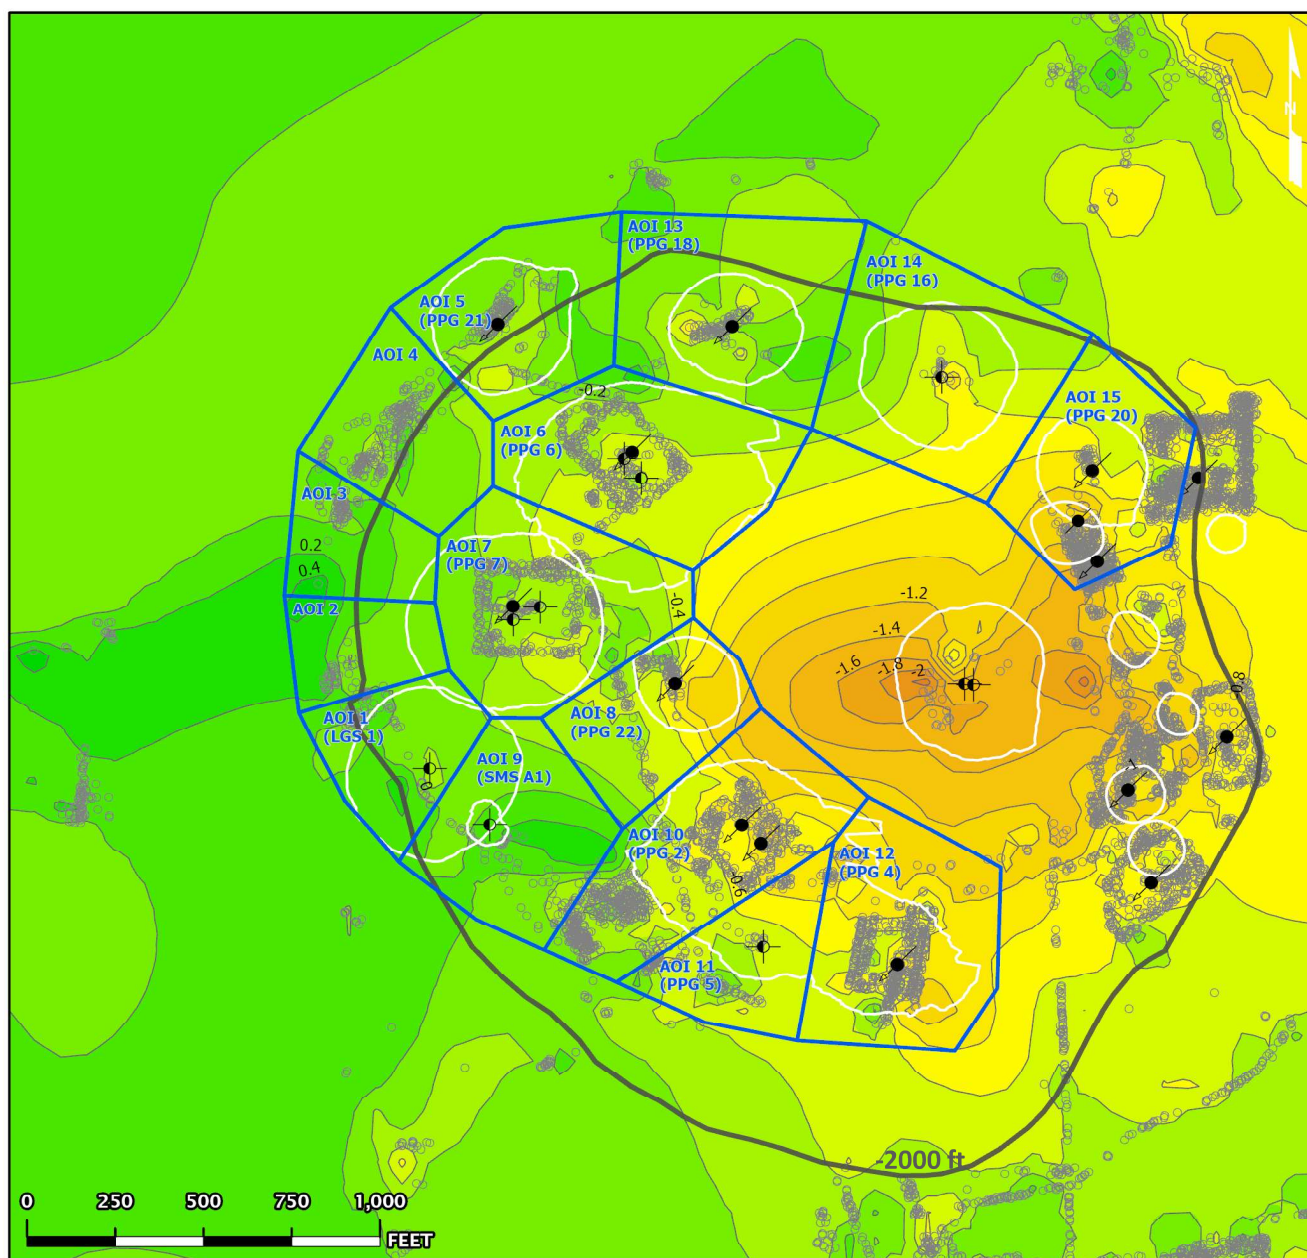 N
AOI 13
(PPG 18)
AOI 14
(PPG 16)
AOI 5
(PPG 21)
AOI 4
-0.2
AOI 15
(PPG 20)
AOI 6
(PPG 6)
AOI 3
0.2
0.4
AOI 7
(PPG 7)
AOI 2
-0.4
-1.2
-1.4
-1.6
-1.8
-2
-0.8
AOI 1
(LGS 1)
AOI 8
(PPG 22)
AOI 9
(SMS A1)
0
-1
AOI 10
(PPG 2)
AOI 12
(PPG 4)
-0.6
AOI 11
(PPG 5)
-2000 ft
0 250 500 750 1,000
FEET